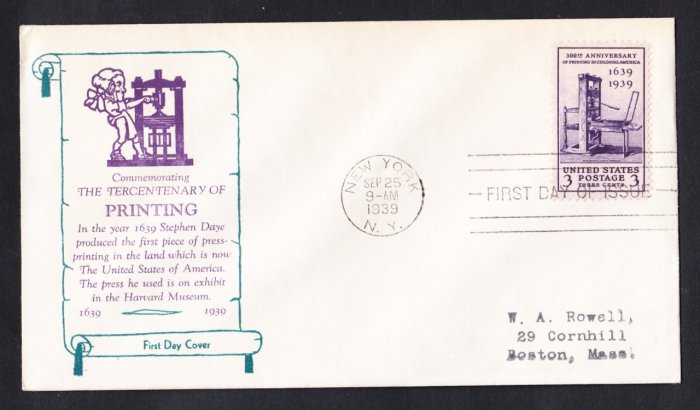 Commemorating
THE TERCENTENARY OF
PRINTING
In the year 1639 Stephen Daye
produced the first piece of press-
printing in the land which is now
The United States of America.
The press he used is on exhibit
in the Harvard Museum.
1639 1939
First Day Cover
NEW YORK
SEP 25
9-AM
1939
N. Y.
FIRST DAY OF ISSUE
300TH ANNIVERSARY
OF PRINTING IN COLONIAL AMERICA
1639
1939
UNITED STATES
3 POSTAGE 3
THREE CENTS
W. A. Rowell,
29 Cornhill
Boston, Mass.